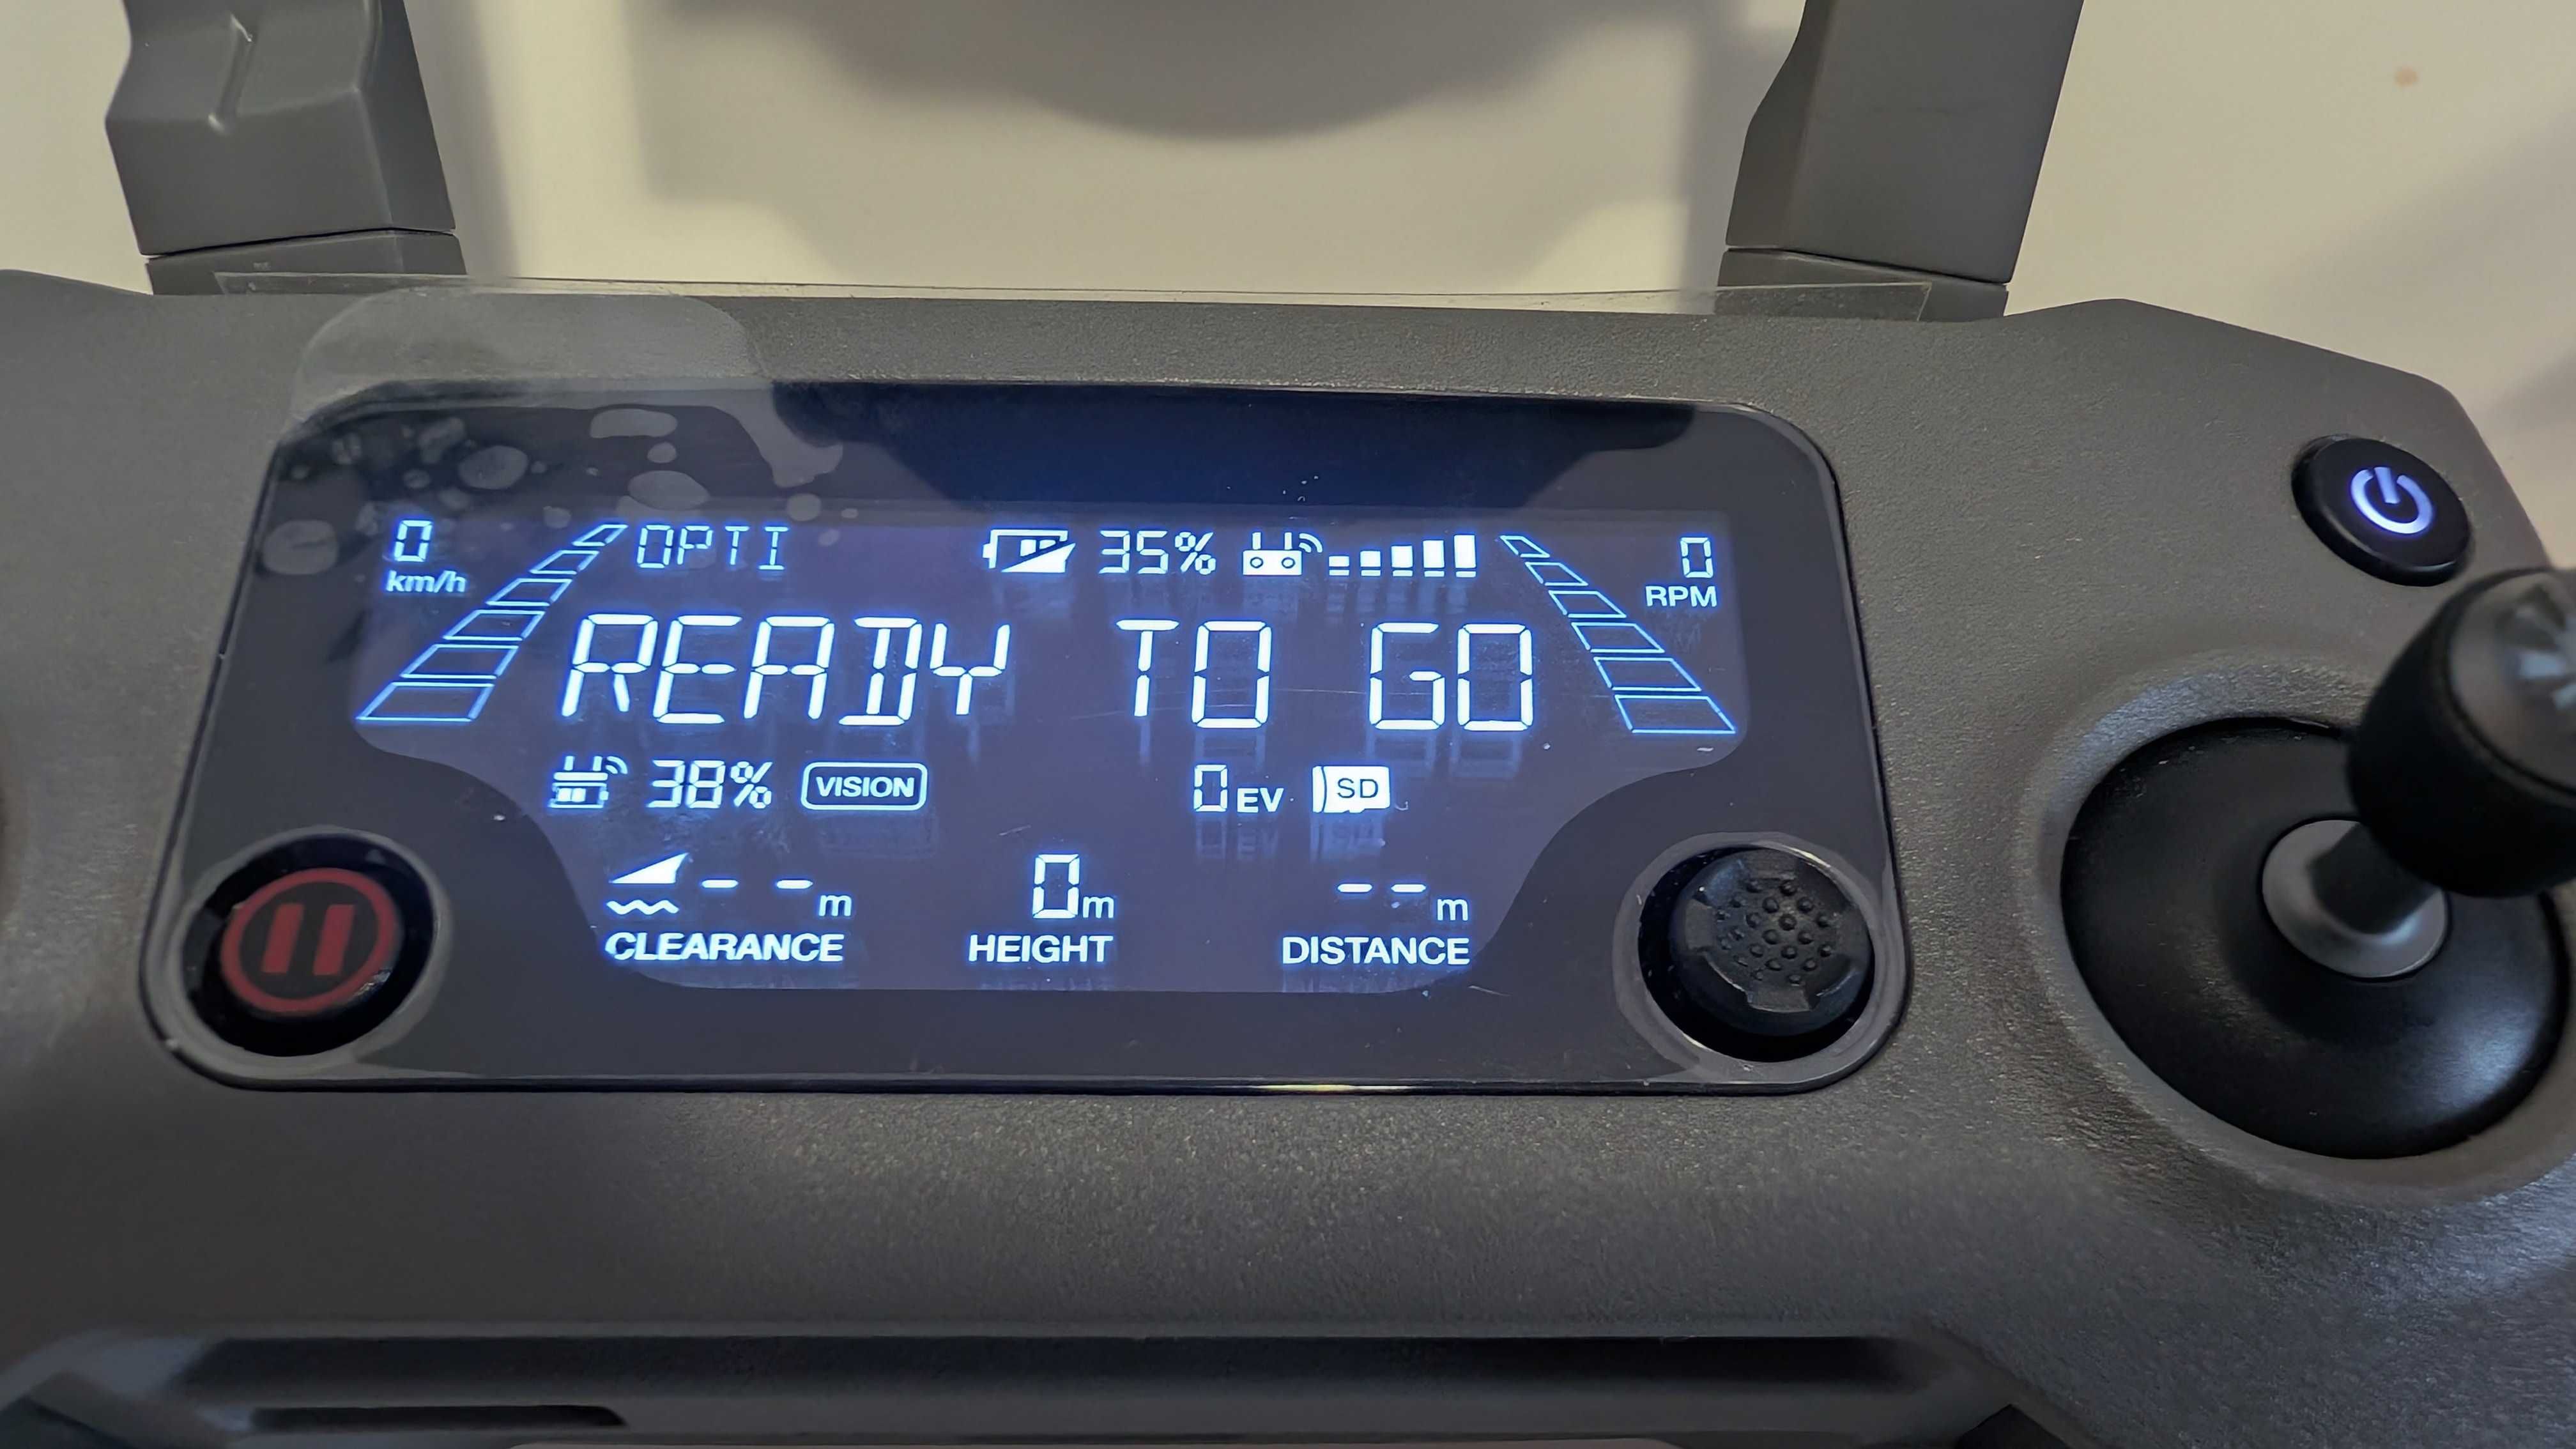 0 OPTI 35% 0
km/h RPM
READY TO GO
38% VISION 0 EV SD
-- m 0 m -- m
CLEARANCE HEIGHT DISTANCE